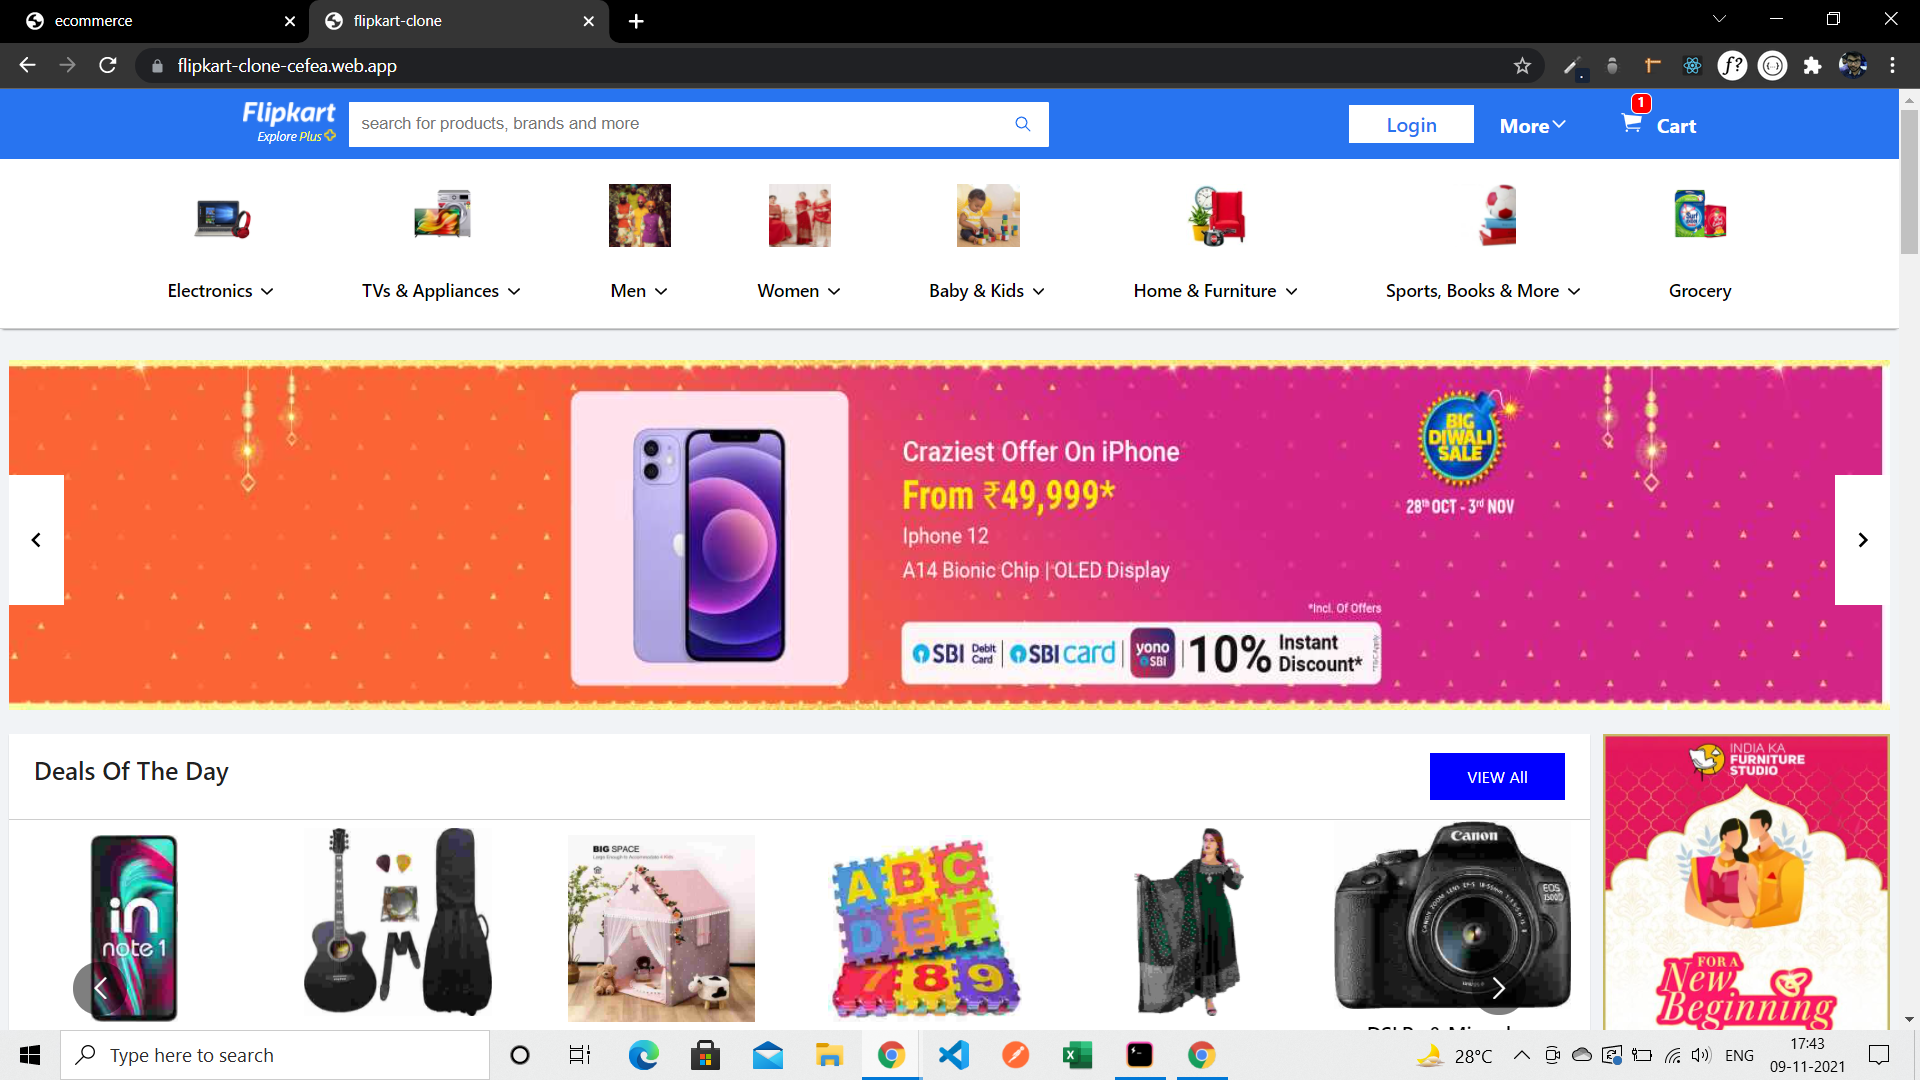 ecommerce
flipkart-clone
flipkart-clone-cefea.web.app
Flipkart
Explore Plus
search for products, brands and more
Login
More
1
Cart
Electronics
TVs & Appliances
Men
Women
Baby & Kids
Home & Furniture
Sports, Books & More
Grocery
Craziest Offer On iPhone
From ₹49,999*
Iphone 12
A14 Bionic Chip | OLED Display
*Incl. Of Offers
SBI Debit Card | SBI card | yono SBI | 10% Instant Discount*
BIG DIWALI SALE
28th OCT - 3rd NOV
Deals Of The Day
VIEW All
in
note 1
BIG SPACE
A B C
D E F
7 8 9
Canon
EOS
1500D
INDIA KA
FURNITURE
STUDIO
FOR A
New
Beginning
Type here to search
28°C
ENG
17:43
09-11-2021